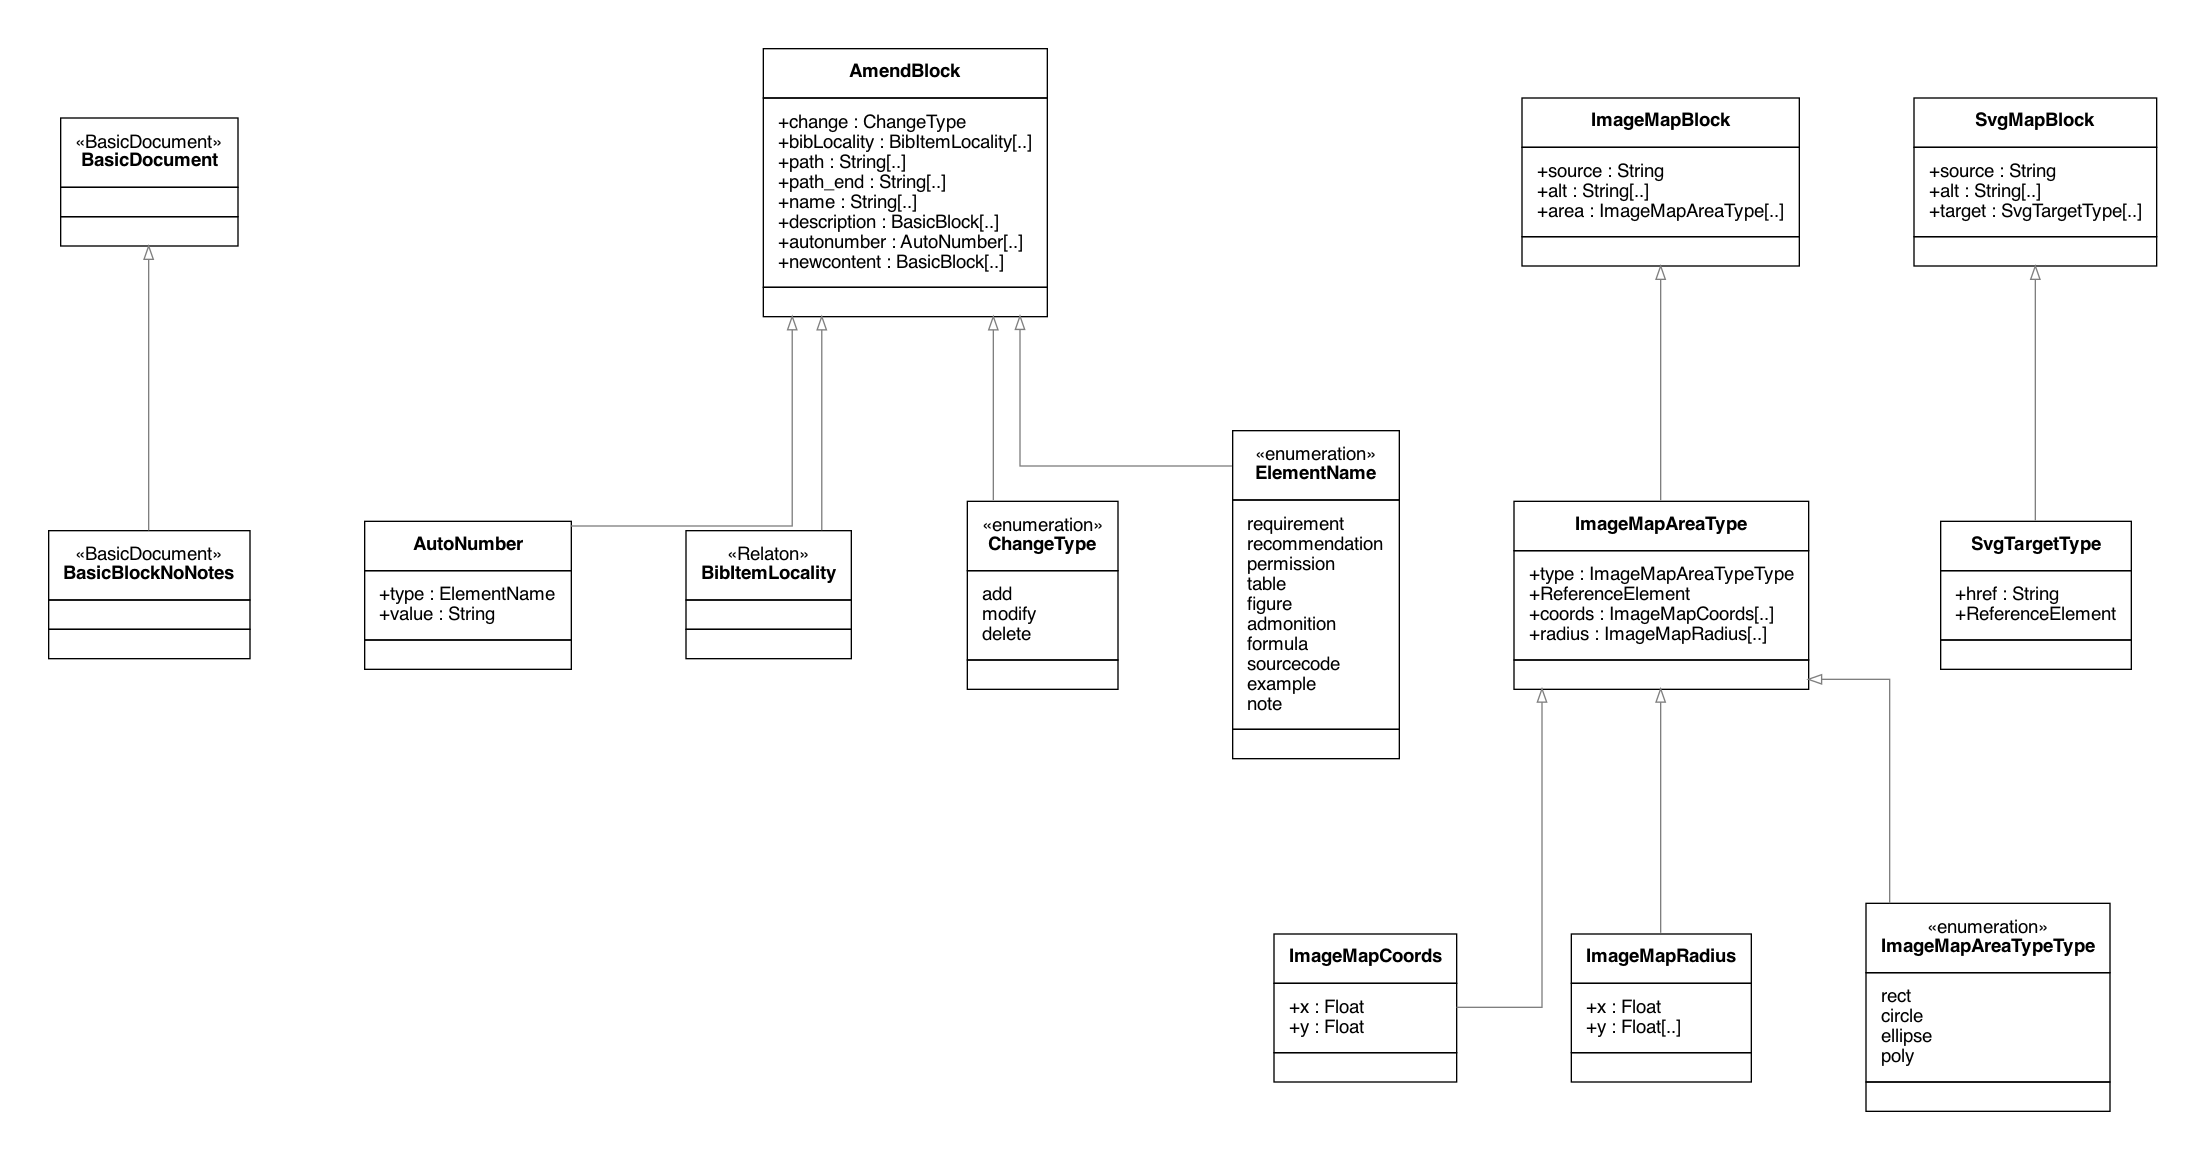 «BasicDocument»
BasicDocument
AmendBlock
+change : ChangeType
+bibLocality : BibItemLocality[..]
+path : String[..]
+path_end : String[..]
+name : String[..]
+description : BasicBlock[..]
+autonumber : AutoNumber[..]
+newcontent : BasicBlock[..]
ImageMapBlock
+source : String
+alt : String[..]
+area : ImageMapAreaType[..]
SvgMapBlock
+source : String
+alt : String[..]
+target : SvgTargetType[..]
«BasicDocument»
BasicBlockNoNotes
AutoNumber
+type : ElementName
+value : String
«Relaton»
BibItemLocality
«enumeration»
ChangeType
add
modify
delete
«enumeration»
ElementName
requirement
recommendation
permission
table
figure
admonition
formula
sourcecode
example
note
ImageMapAreaType
+type : ImageMapAreaTypeType
+ReferenceElement
+coords : ImageMapCoords[..]
+radius : ImageMapRadius[..]
SvgTargetType
+href : String
+ReferenceElement
ImageMapCoords
+x : Float
+y : Float
ImageMapRadius
+x : Float
+y : Float[..]
«enumeration»
ImageMapAreaTypeType
rect
circle
ellipse
poly